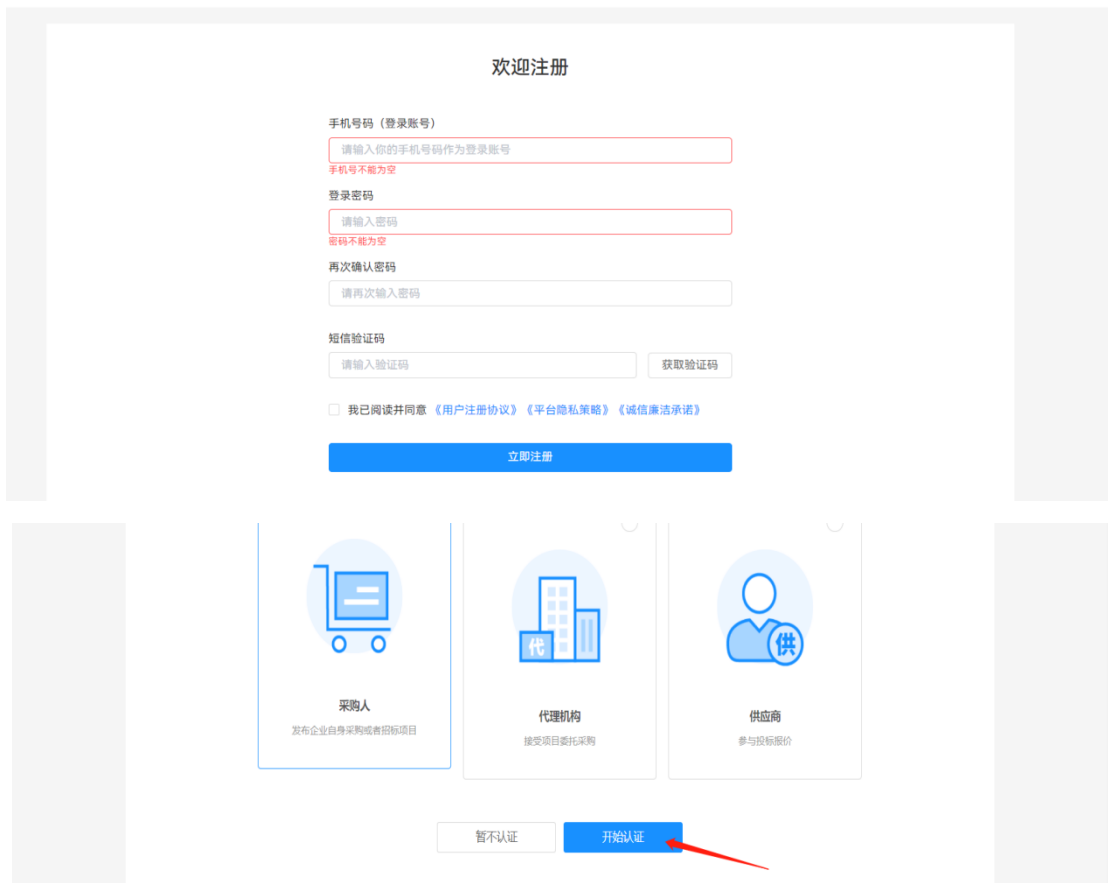 欢迎注册
手机号码（登录账号）
请输入你的手机号码作为登录账号
手机号不能为空
登录密码
请输入密码
密码不能为空
再次确认密码
请再次输入密码
短信验证码
请输入验证码 获取验证码
我已阅读并同意 《用户注册协议》《平台隐私策略》《诚信廉洁承诺》
立即注册
代
供
采购人
发布企业自身采购或者招标项目
代理机构
接受项目委托采购
供应商
参与投标报价
暂不认证 开始认证